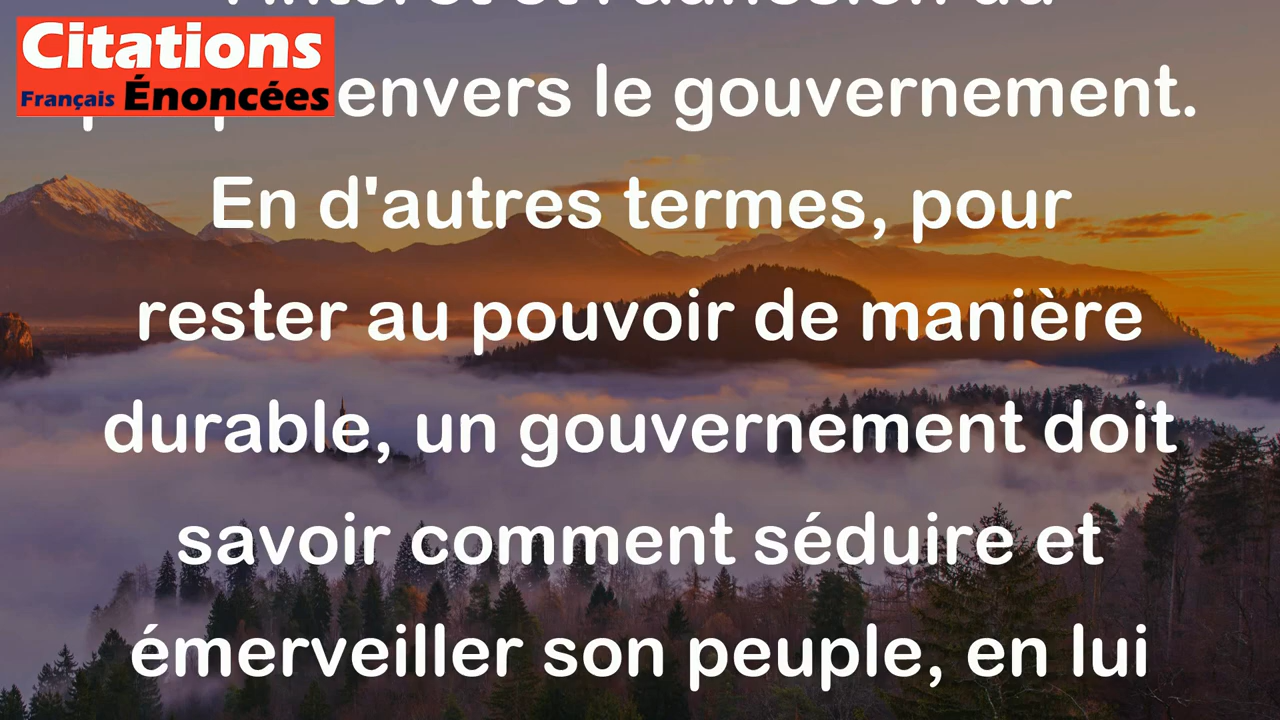 Citations
Français Énoncées
envers le gouvernement.
En d'autres termes, pour
rester au pouvoir de manière
durable, un gouvernement doit
savoir comment séduire et
émerveiller son peuple, en lui